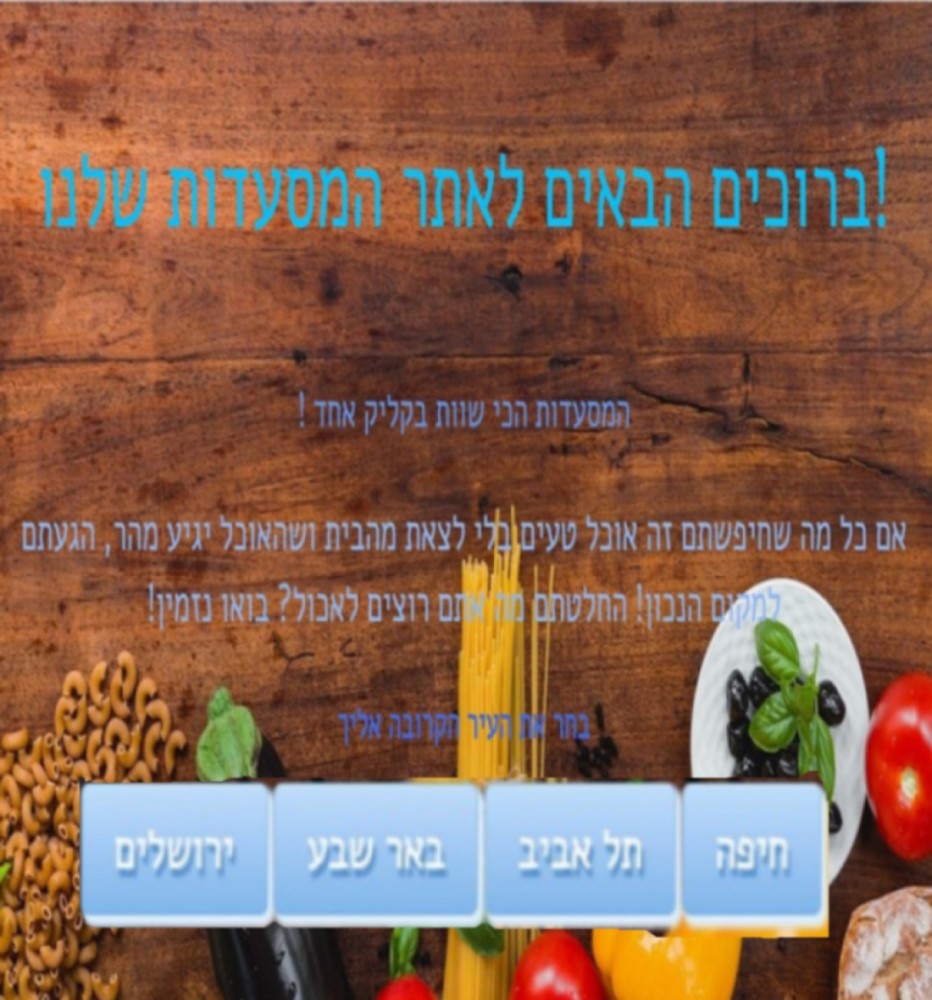 ברוכים הבאים לאתר המסעדות שלנו!
המסעדות הכי שוות בקליק אחד !
אם כל מה שחיפשתם זה אוכל טעים בלי לצאת מהבית ושהאוכל יגיע מהר, הגעתם
למקום הנכון! החלטתם מה אתם רוצים לאכול? בואו נזמין!
בחר את העיר הקרובה אליך
חיפה
תל אביב
באר שבע
ירושלים